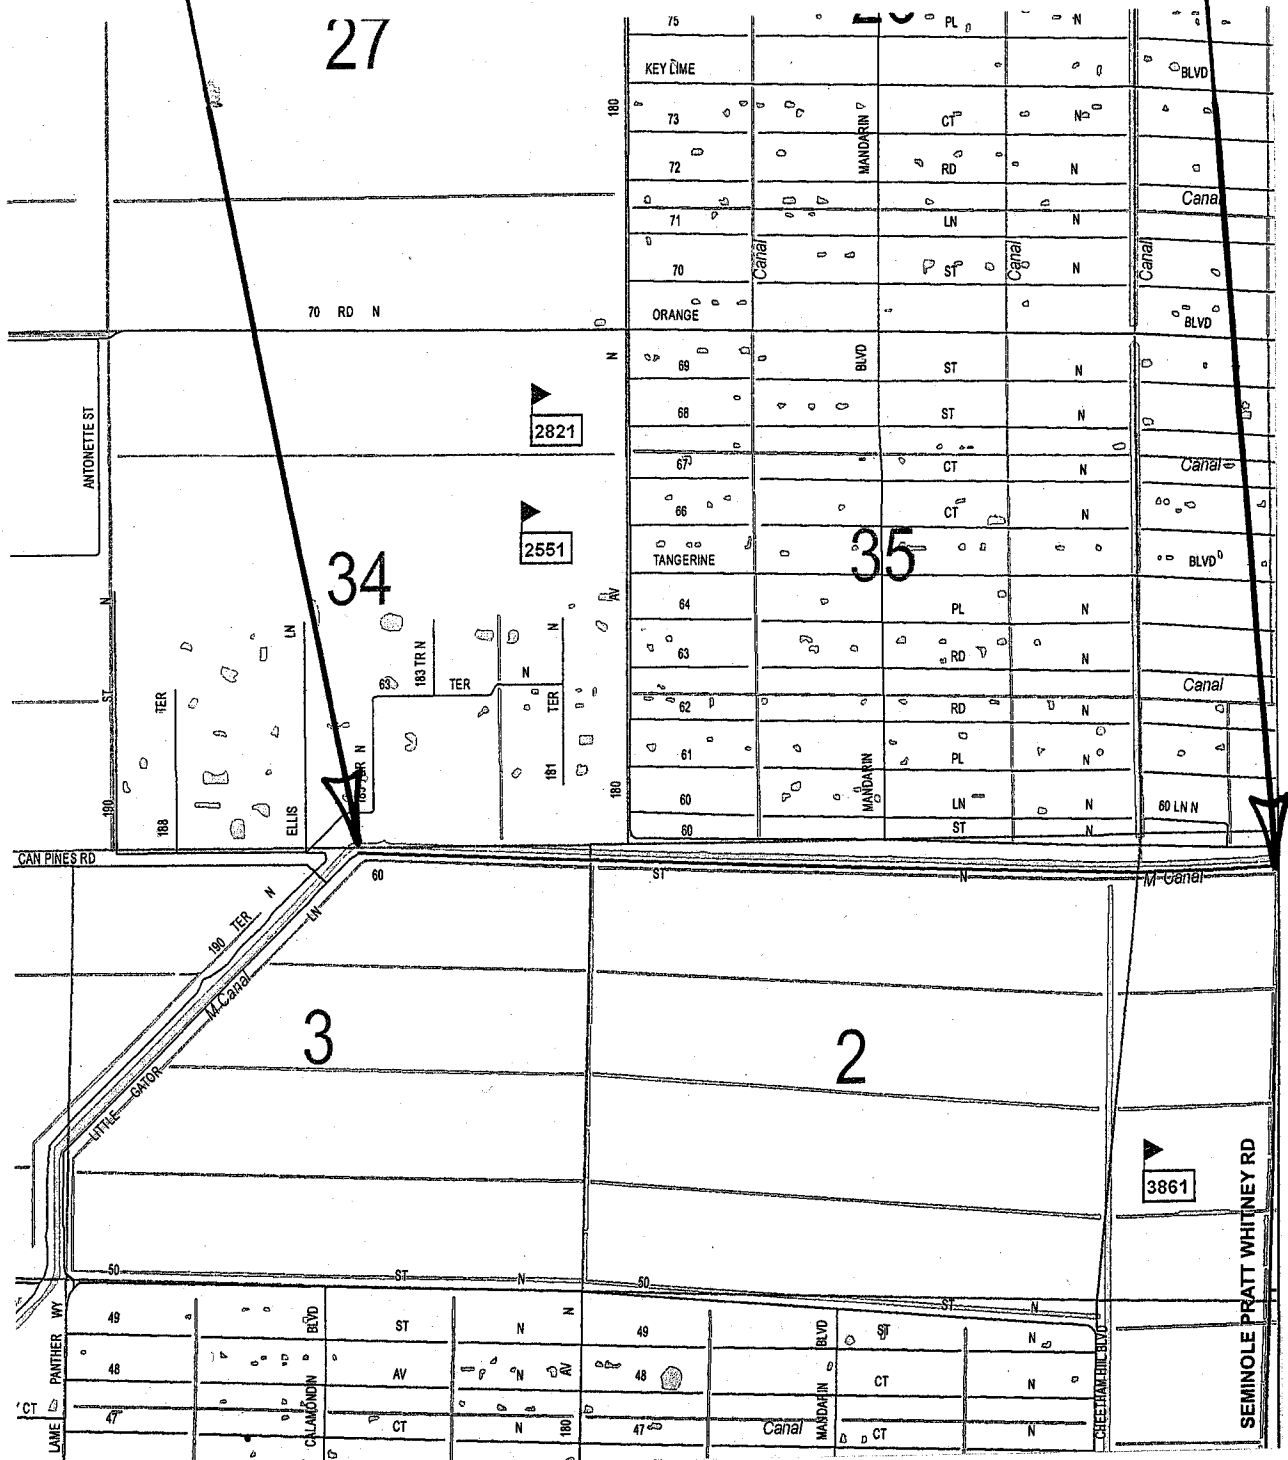 27
75 PL N
KEY LIME BLVD
180
73 CT N
MANDARIN
72 RD N
Canal
71 LN N
Canal Canal Canal
70 ST N
70 RD N
ORANGE BLVD
N
BLVD
69 ST N
68 ST N
2821
ANTONETTE ST
67 CT N
Canal
66 CT N
2551
34
35
TANGERINE BLVD
N
AV
64 PL N
LN
N
183 TR N
63 RD N
63 TER N
Canal
ST
TER
TER
62 RD N
N
61 PL N
181
180
MANDARIN
60 LN N
60 LN N
190
188
ELLIS
60 ST N
CAN PINES RD
60 ST N
M-Canal
190 TER N
LN
M-Canal
3
2
GATOR
LITTLE
3861
SEMINOLE PRATT WHITNEY RD
50 ST N
50 ST N
WY
BLVD
N
49 ST N
49 ST N
BLVD
PANTHER
48 AV N
AV
48 CT N
CT
LAME
47 CT N
CALAMONDIN
180
47 CT N
Canal
MANDARIN
CHEETHAM HILL BLVD